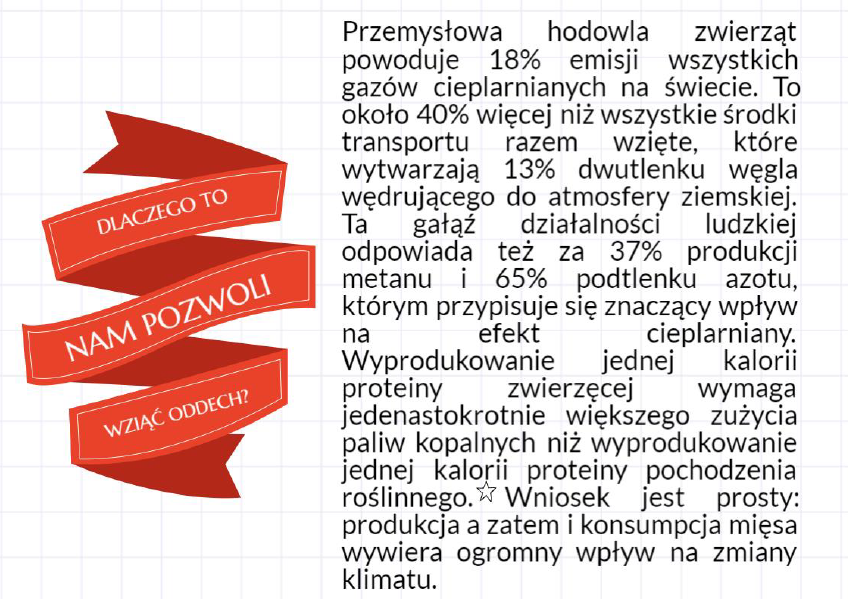 DLACZEGO TO
NAM POZWOLI
WZIĄĆ ODDECH?
Przemysłowa hodowla zwierząt
powoduje 18% emisji wszystkich
gazów cieplarnianych na świecie. To
około 40% więcej niż wszystkie środki
transportu razem wzięte, które
wytwarzają 13% dwutlenku węgla
wędrującego do atmosfery ziemskiej.
Ta gałąź działalności ludzkiej
odpowiada też za 37% produkcji
metanu i 65% podtlenku azotu,
którym przypisuje się znaczący wpływ
na efekt cieplarniany.
Wyprodukowanie jednej kalorii
proteiny zwierzęcej wymaga
jedenastokrotnie większego zużycia
paliw kopalnych niż wyprodukowanie
jednej kalorii proteiny pochodzenia
roślinnego.☆ Wniosek jest prosty:
produkcja a zatem i konsumpcja mięsa
wywiera ogromny wpływ na zmiany
klimatu.